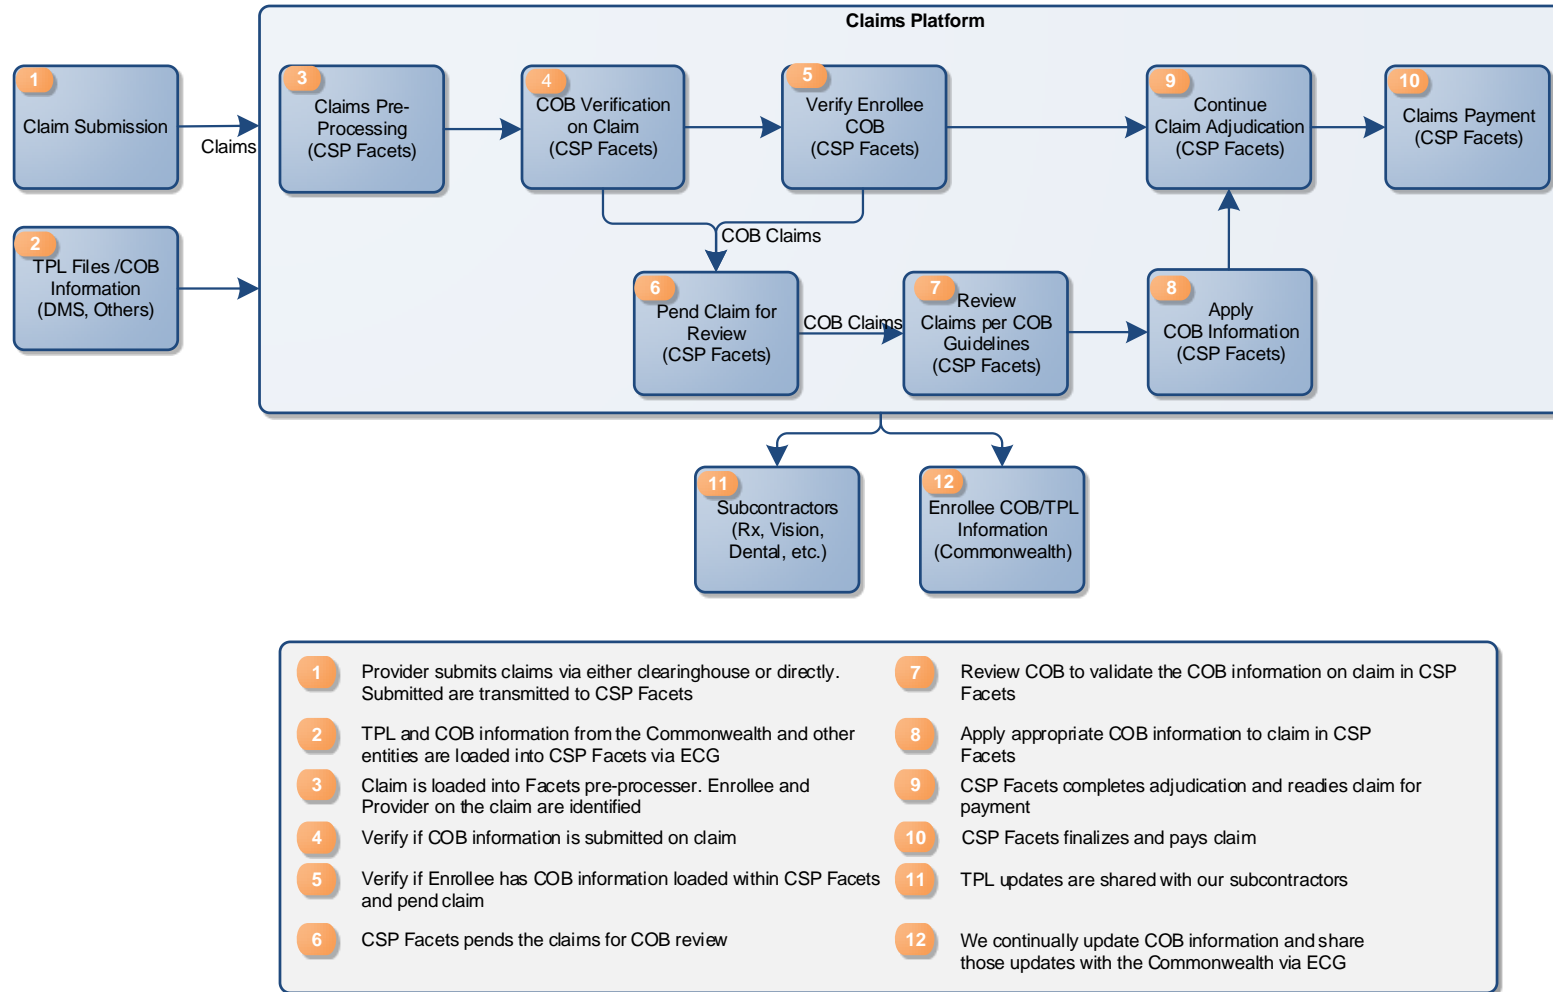 Claims Platform
1
Claim Submission
Claims
2
TPL Files /COB
Information
(DMS, Others)
3
Claims Pre-
Processing
(CSP Facets)
4
COB Verification
on Claim
(CSP Facets)
5
Verify Enrollee
COB
(CSP Facets)
9
Continue
Claim Adjudication
(CSP Facets)
10
Claims Payment
(CSP Facets)
COB Claims
6
Pend Claim for
Review
(CSP Facets)
COB Claims
7
Review
Claims per COB
Guidelines
(CSP Facets)
8
Apply
COB Information
(CSP Facets)
11
Subcontractors
(Rx, Vision,
Dental, etc.)
12
Enrollee COB/TPL
Information
(Commonwealth)
1
Provider submits claims via either clearinghouse or directly.
Submitted are transmitted to CSP Facets
2
TPL and COB information from the Commonwealth and other
entities are loaded into CSP Facets via ECG
3
Claim is loaded into Facets pre-processer. Enrollee and
Provider on the claim are identified
4
Verify if COB information is submitted on claim
5
Verify if Enrollee has COB information loaded within CSP Facets
and pend claim
6
CSP Facets pends the claims for COB review
7
Review COB to validate the COB information on claim in CSP
Facets
8
Apply appropriate COB information to claim in CSP
Facets
9
CSP Facets completes adjudication and readies claim for
payment
10
CSP Facets finalizes and pays claim
11
TPL updates are shared with our subcontractors
12
We continually update COB information and share
those updates with the Commonwealth via ECG